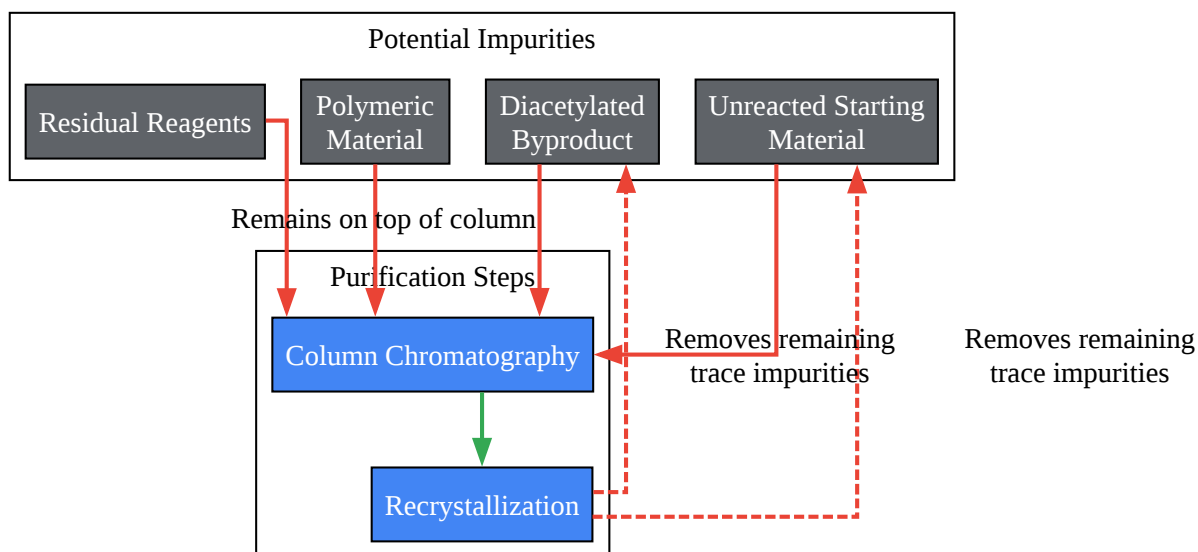 Potential Impurities
Residual Reagents
Polymeric
Material
Diacetylated
Byproduct
Unreacted Starting
Material
Remains on top of column
Purification Steps
Column Chromatography
Removes remaining
trace impurities
Removes remaining
trace impurities
Recrystallization